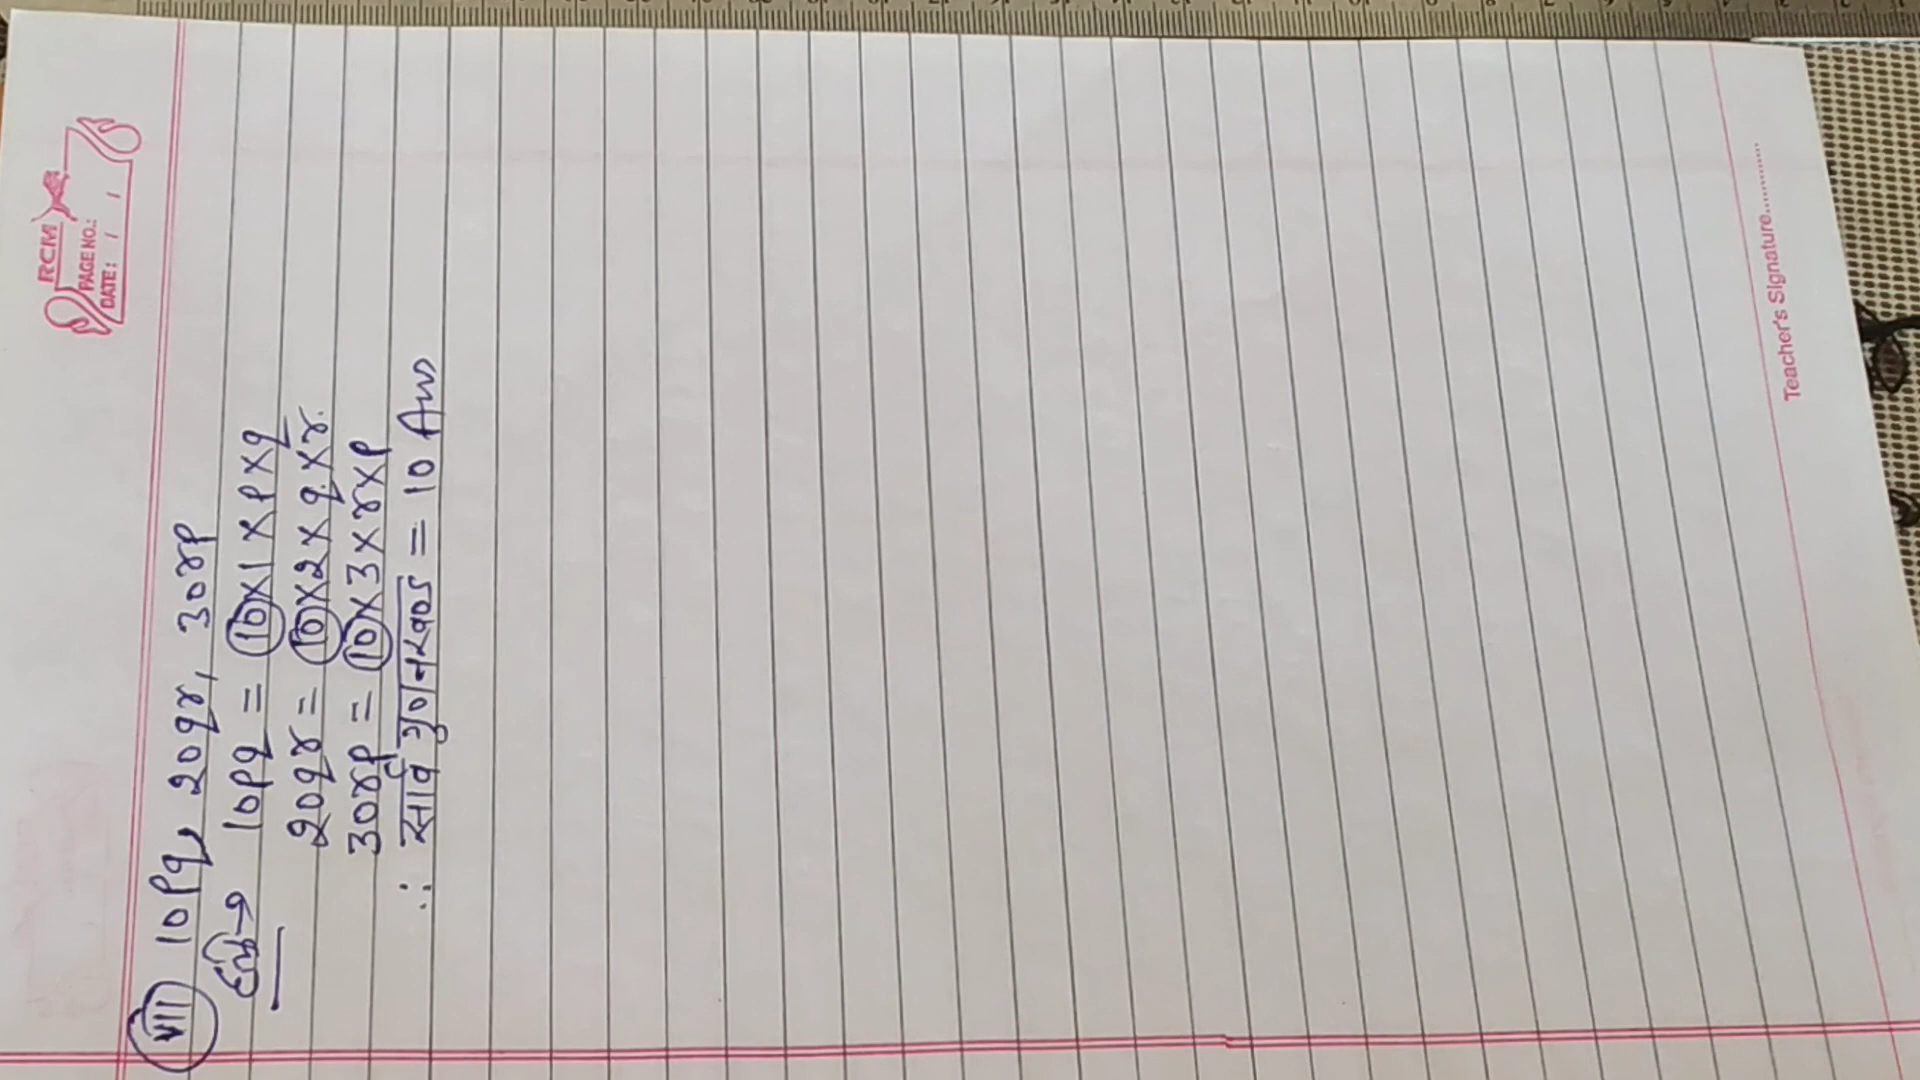 RCM
PAGE NO.:
DATE: / /
(vii) 10pq, 20qr, 30rp
हल→ 10pq = 10×1×p×q
20qr = 10×2×q×r.
30rp = 10×3×r×p
∴ सार्व गुणनखण्ड = 10 Ans
Teacher's Signature..............